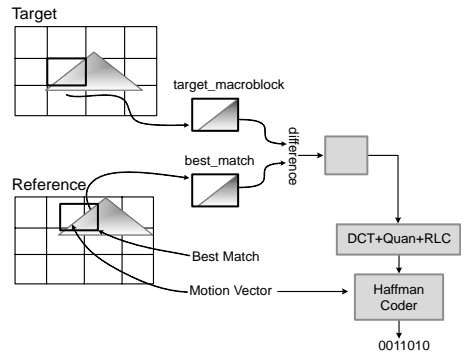 Target
target_macroblock
difference
best_match
Reference
DCT+Quan+RLC
Best Match
Motion Vector
Haffman
Coder
0011010